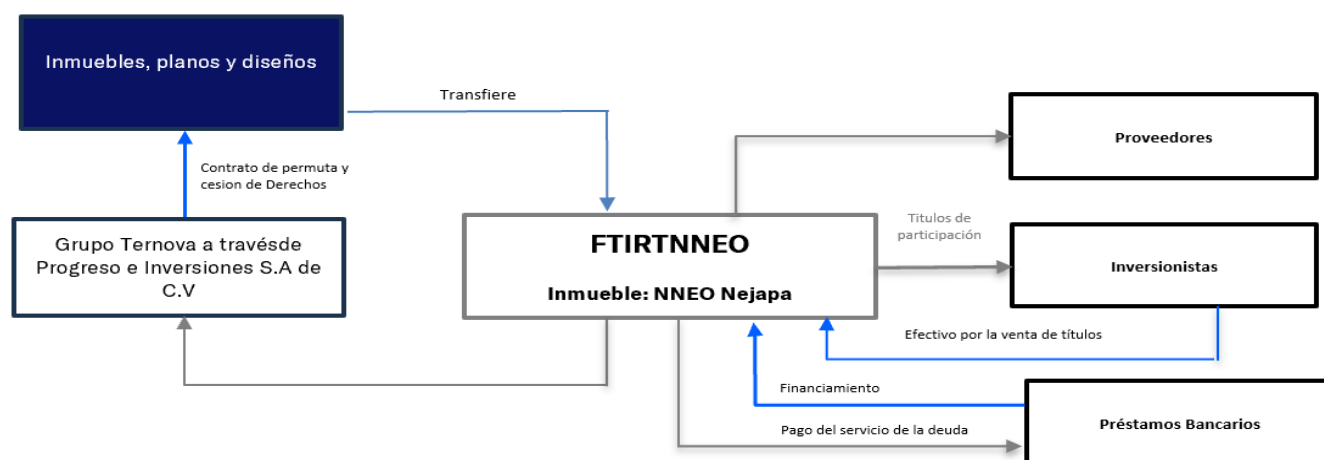 Inmuebles, planos y diseños
Transfiere
Proveedores
Contrato de permuta y
cesion de Derechos
Grupo Ternova a travésde
Progreso e Inversiones S.A de
C.V
FTIRTNNEO
Inmueble: NNEO Nejapa
Titulos de
participación
Inversionistas
Efectivo por la venta de títulos
Financiamiento
Pago del servicio de la deuda
Préstamos Bancarios